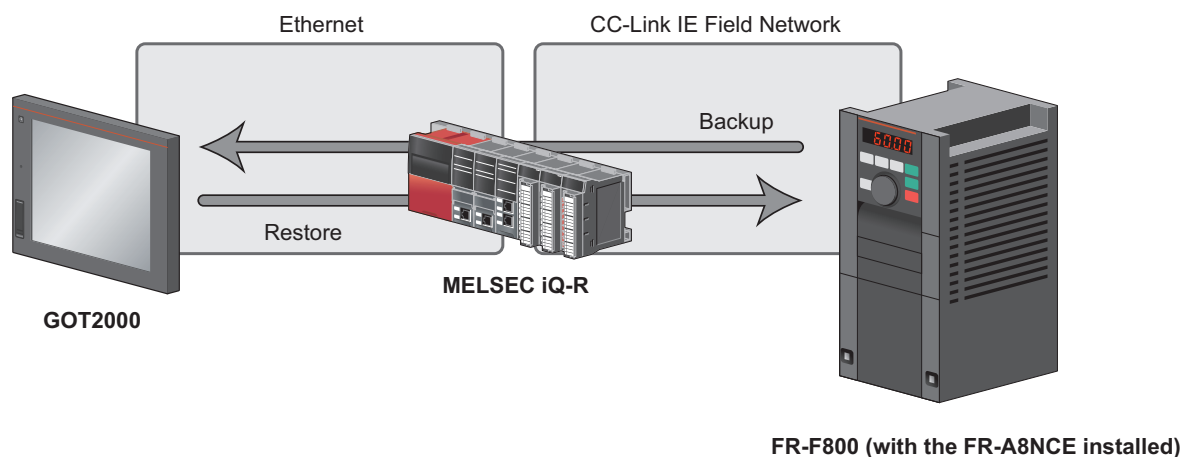 Ethernet
CC-Link IE Field Network
Backup
6000
Restore
MELSEC iQ-R
GOT2000
FR-F800 (with the FR-A8NCE installed)